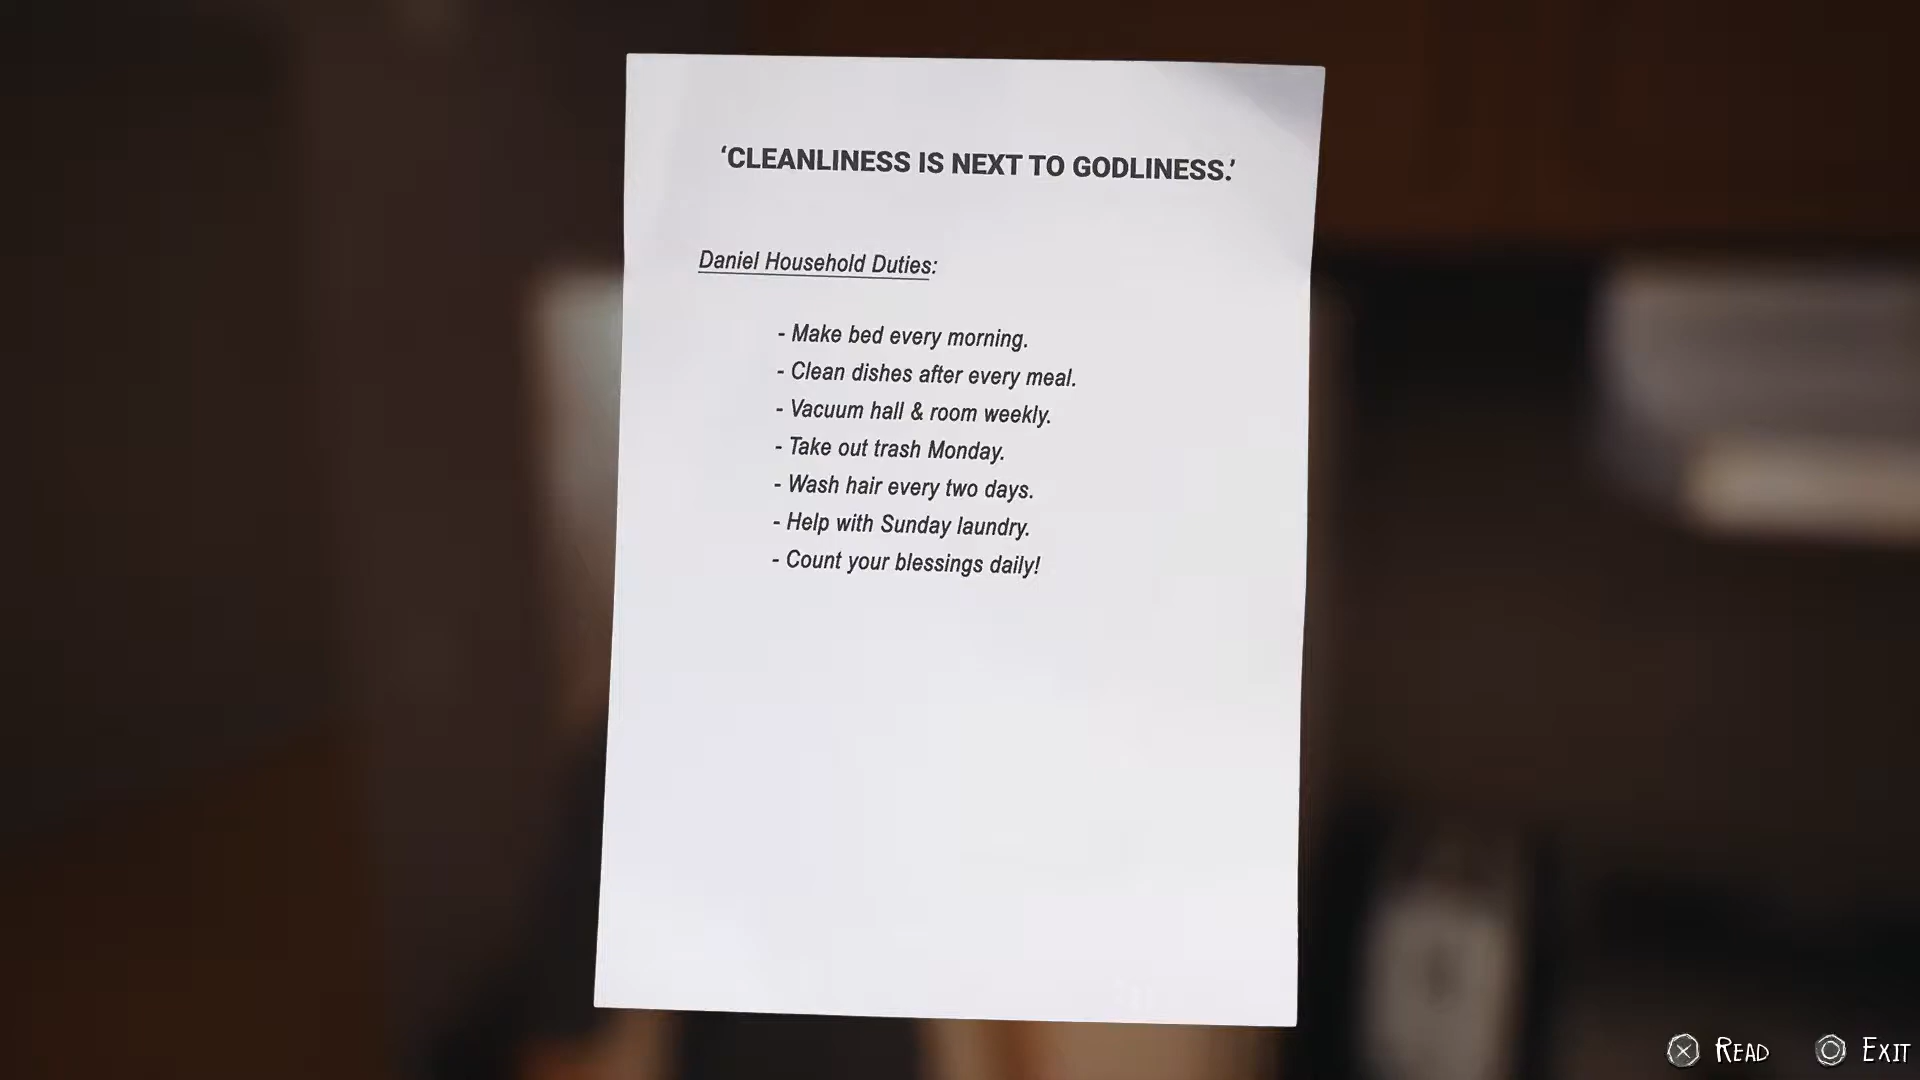 ‘CLEANLINESS IS NEXT TO GODLINESS.’
Daniel Household Duties:
- Make bed every morning.
- Clean dishes after every meal.
- Vacuum hall & room weekly.
- Take out trash Monday.
- Wash hair every two days.
- Help with Sunday laundry.
- Count your blessings daily!
READ EXIT